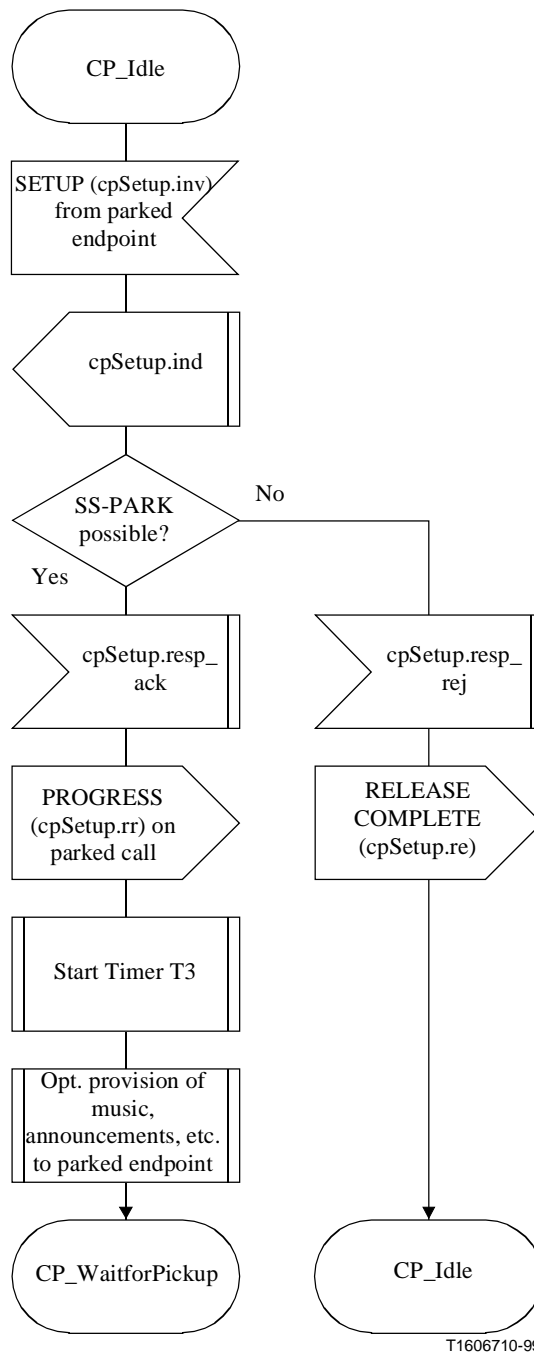 CP_Idle
SETUP (cpSetup.inv)
from parked
endpoint
cpSetup.ind
SS-PARK
possible?
No
Yes
cpSetup.resp_
ack
cpSetup.resp_
rej
PROGRESS
(cpSetup.rr) on
parked call
RELEASE
COMPLETE
(cpSetup.re)
Start Timer T3
Opt. provision of
music,
announcements, etc.
to parked endpoint
CP_WaitforPickup
CP_Idle
T1606710-99